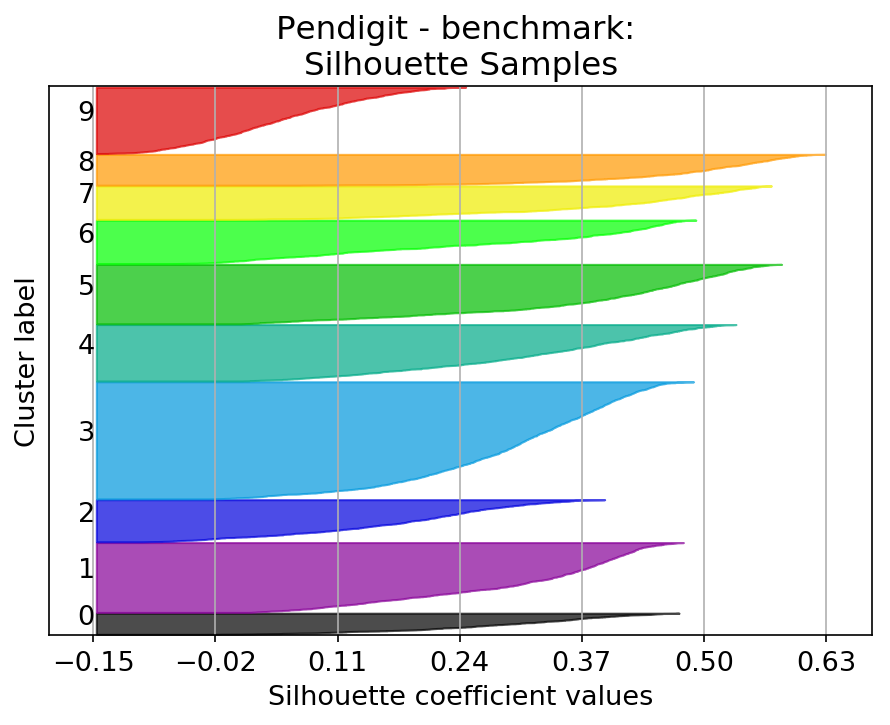 Pendigit - benchmark:
Silhouette Samples
9
8
7
6
5
4
3
2
1
0
Cluster label
−0.15 −0.02 0.11 0.24 0.37 0.50 0.63
Silhouette coefficient values